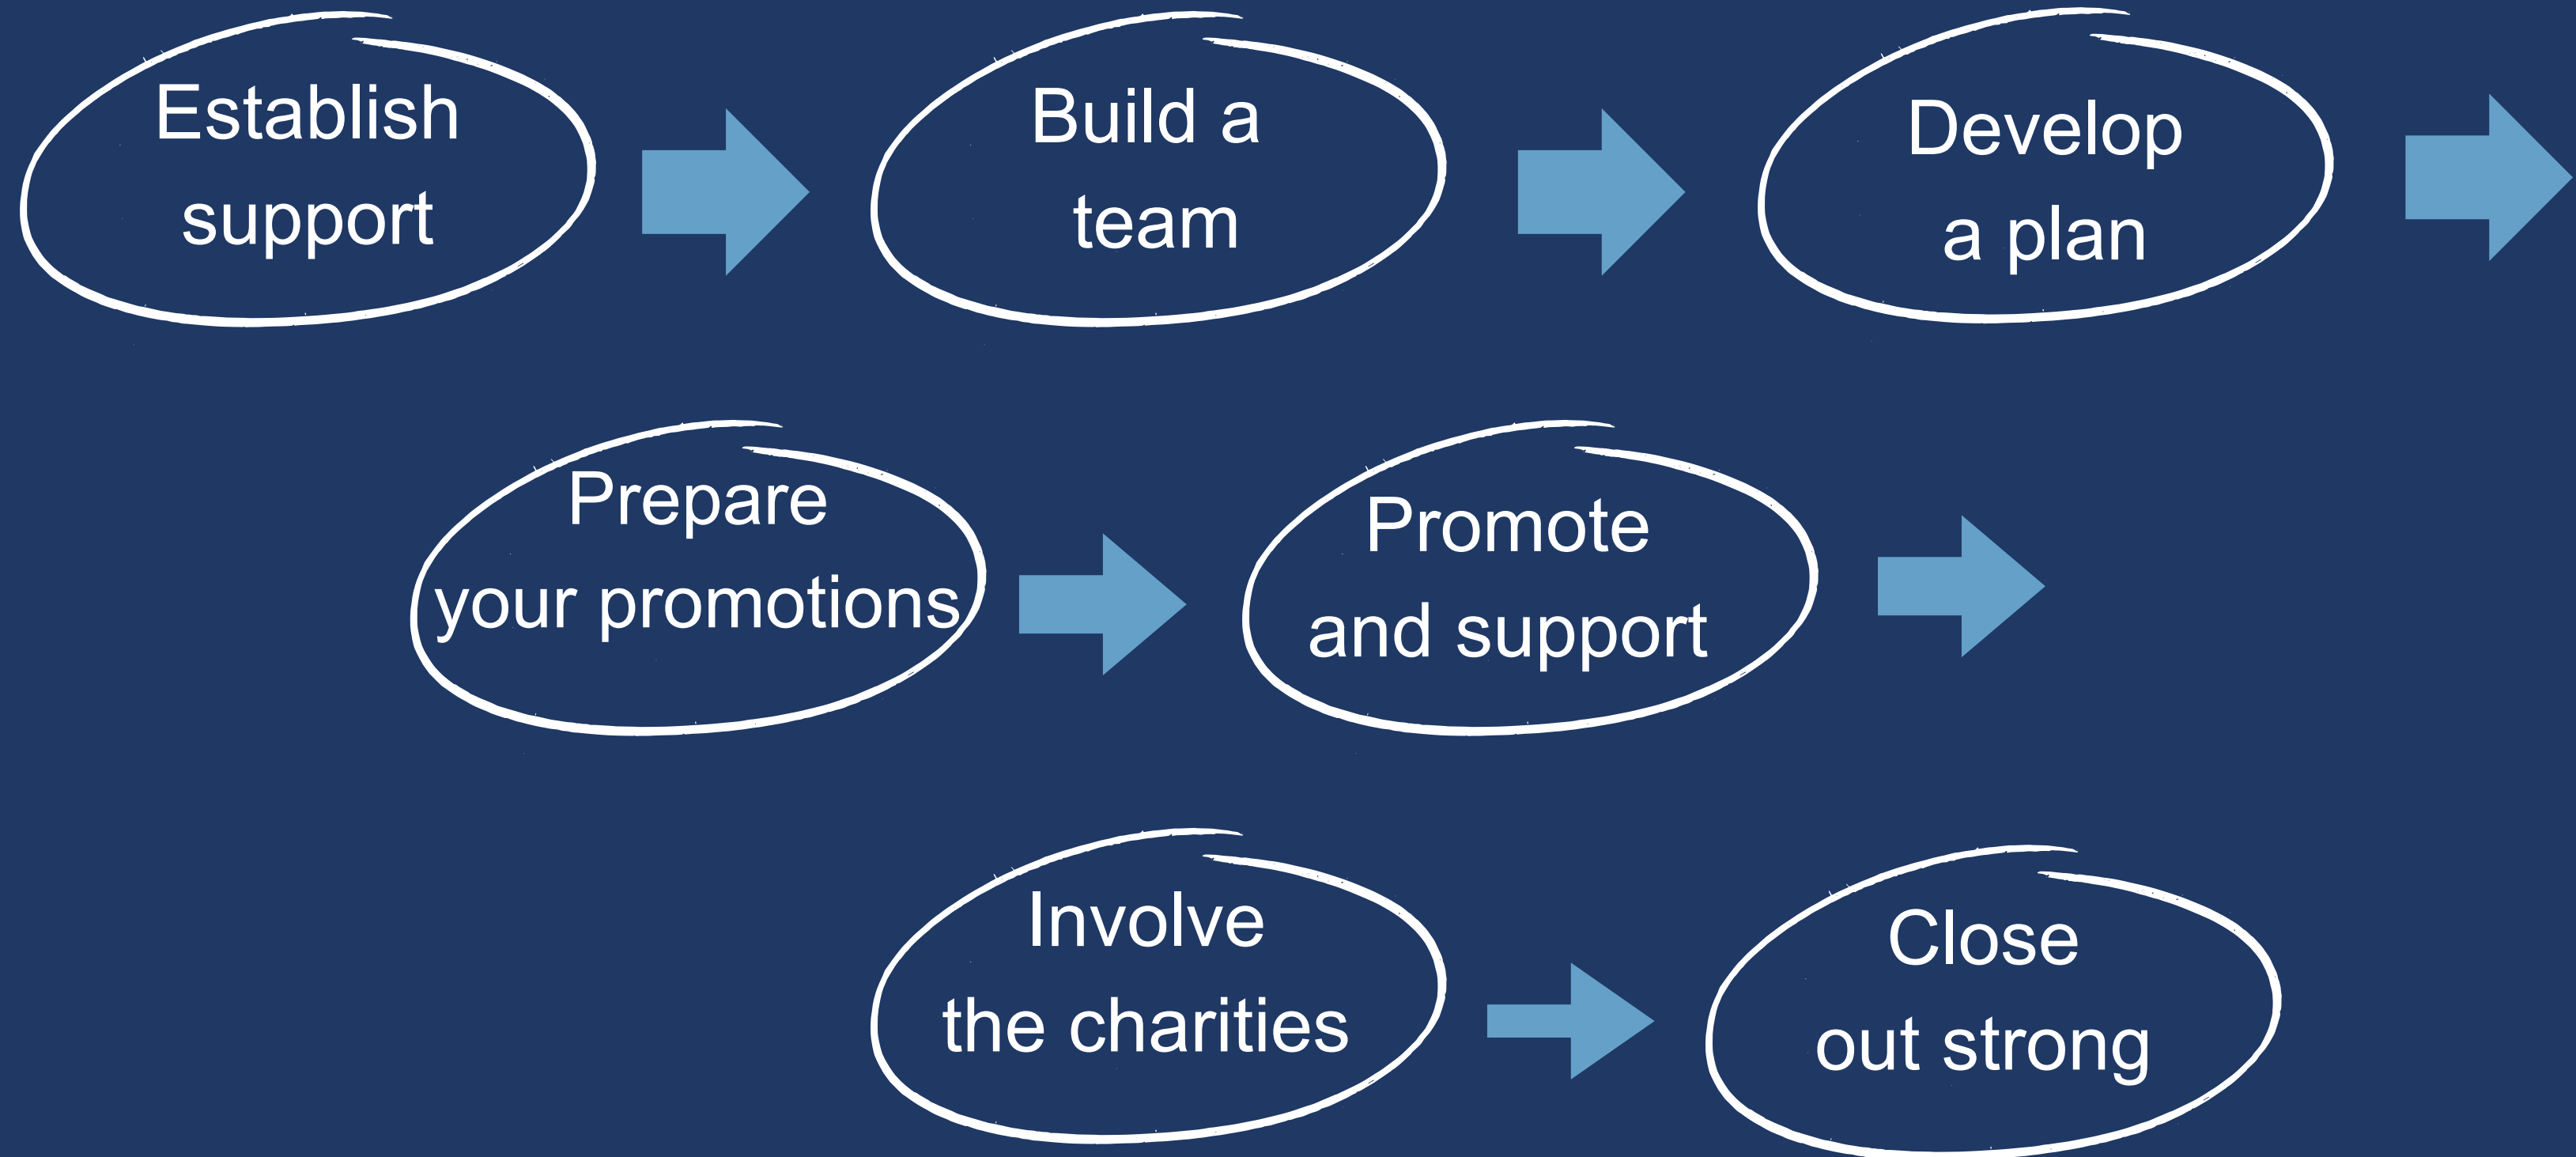 Establish
support
Build a
team
Develop
a plan
Prepare
your promotions
Promote
and support
Involve
the charities
Close
out strong